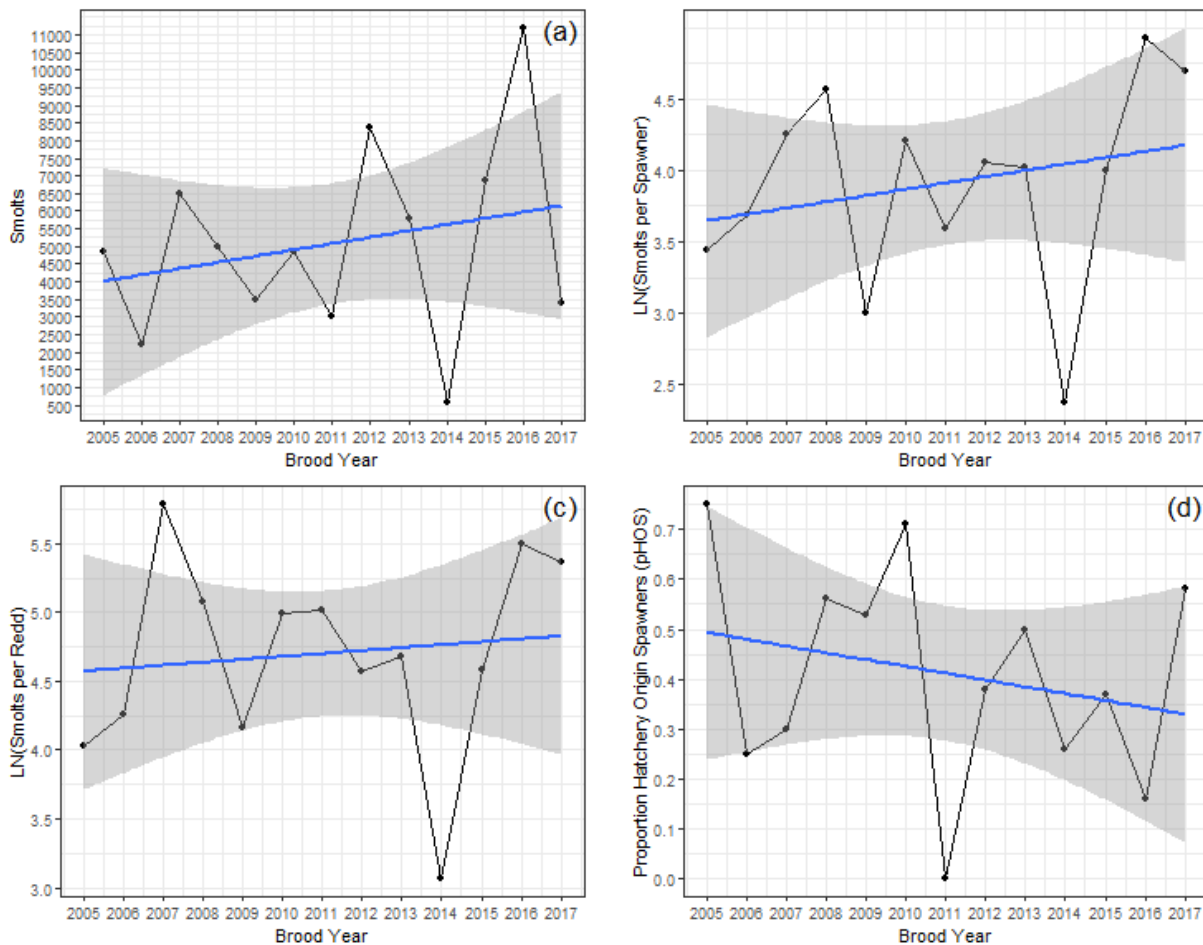 (a)
Smolts
11000
10500
10000
9500
9000
8500
8000
7500
7000
6500
6000
5500
5000
4500
4000
3500
3000
2500
2000
1500
1000
500
2005 2006 2007 2008 2009 2010 2011 2012 2013 2014 2015 2016 2017
Brood Year
LN(Smolts per Spawner)
4.5
4.0
3.5
3.0
2.5
2005 2006 2007 2008 2009 2010 2011 2012 2013 2014 2015 2016 2017
Brood Year
(c)
LN(Smolts per Redd)
5.5
5.0
4.5
4.0
3.5
3.0
2005 2006 2007 2008 2009 2010 2011 2012 2013 2014 2015 2016 2017
Brood Year
(d)
Proportion Hatchery Origin Spawners (pHOS)
0.7
0.6
0.5
0.4
0.3
0.2
0.1
0.0
2005 2006 2007 2008 2009 2010 2011 2012 2013 2014 2015 2016 2017
Brood Year